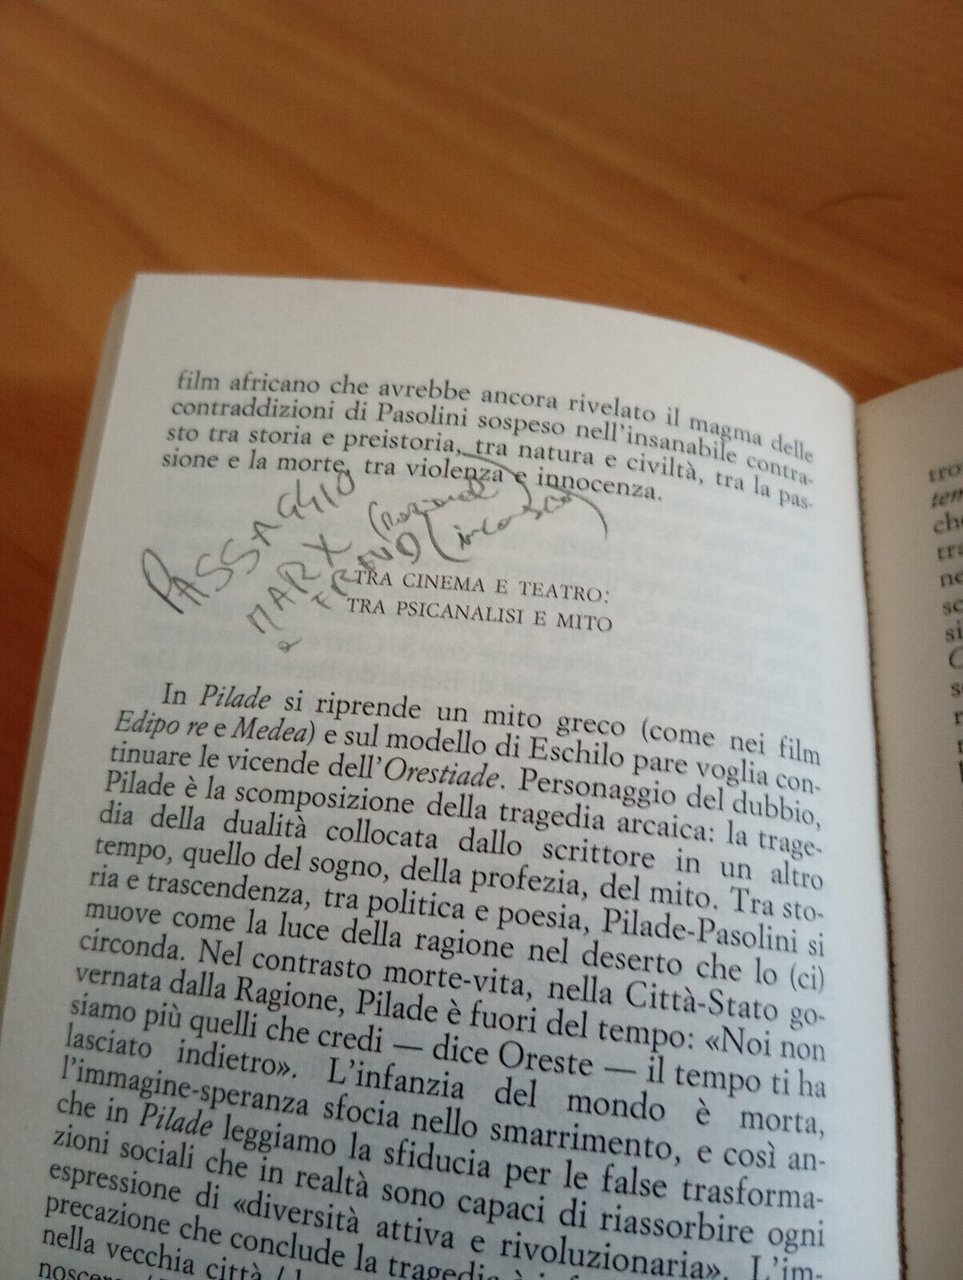 film africano che avrebbe ancora rivelato il magma delle
contraddizioni di Pasolini sospeso nell'insanabile contra-
sto tra storia e preistoria, tra natura e civiltà, tra la pas-
sione e la morte, tra violenza e innocenza.
PASSAGGIO
MARX (razionale)
e FREUD (inconscio)
TRA CINEMA E TEATRO:
TRA PSICANALISI E MITO
In Pilade si riprende un mito greco (come nei film
Edipo re e Medea) e sul modello di Eschilo pare voglia con-
tinuare le vicende dell'Orestiade. Personaggio del dubbio,
Pilade è la scomposizione della tragedia arcaica: la trage-
dia della dualità collocata dallo scrittore in un altro
tempo, quello del sogno, della profezia, del mito. Tra sto-
ria e trascendenza, tra politica e poesia, Pilade-Pasolini si
muove come la luce della ragione nel deserto che lo (ci)
circonda. Nel contrasto morte-vita, nella Città-Stato go-
vernata dalla Ragione, Pilade è fuori del tempo: «Noi non
siamo più quelli che credi — dice Oreste — il tempo ti ha
lasciato indietro». L'infanzia del mondo è morta,
l'immagine-speranza sfocia nello smarrimento, e così an-
che in Pilade leggiamo la sfiducia per le false trasforma-
zioni sociali che in realtà sono capaci di riassorbire ogni
espressione di «diversità attiva e rivoluzionaria». L'im-
precazione che conclude la tragedia è
nella vecchia città /